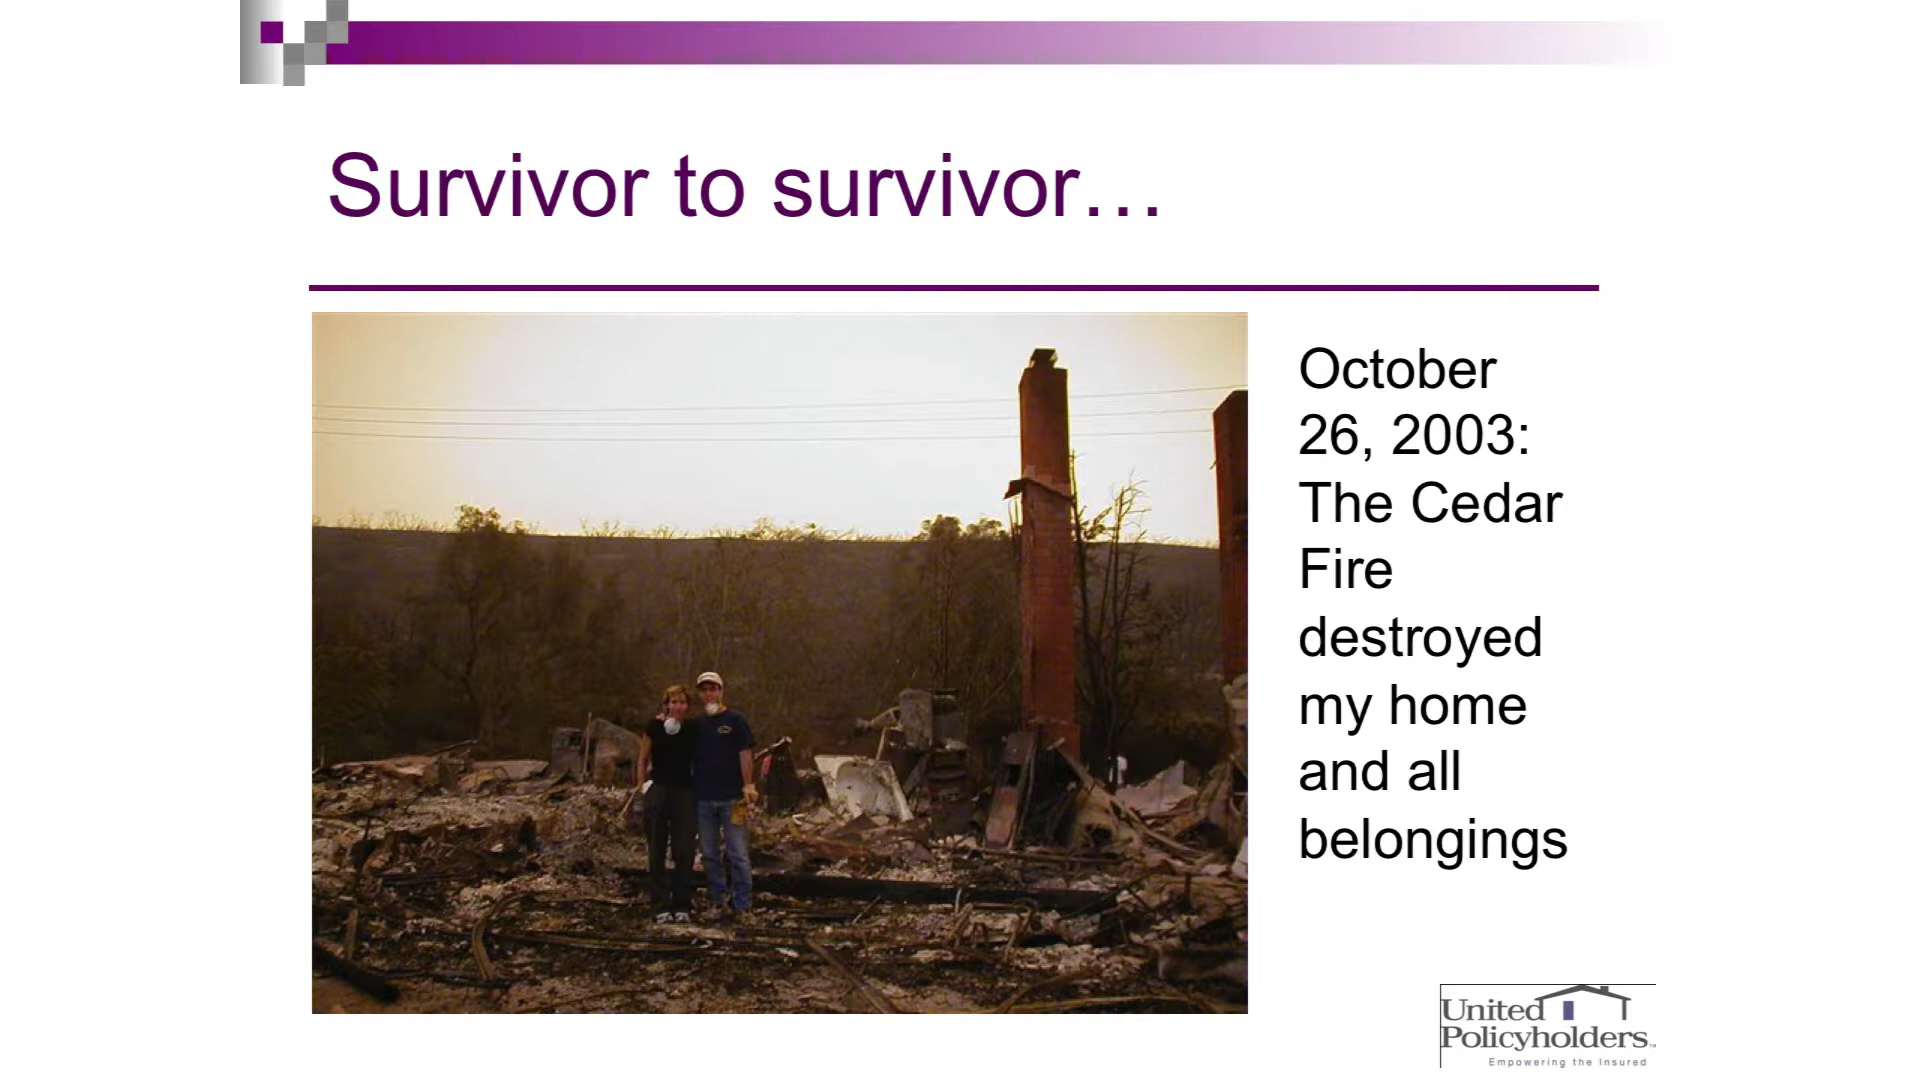 Survivor to survivor…
October
26, 2003:
The Cedar
Fire
destroyed
my home
and all
belongings
United
Policyholders™
Empowering the Insured